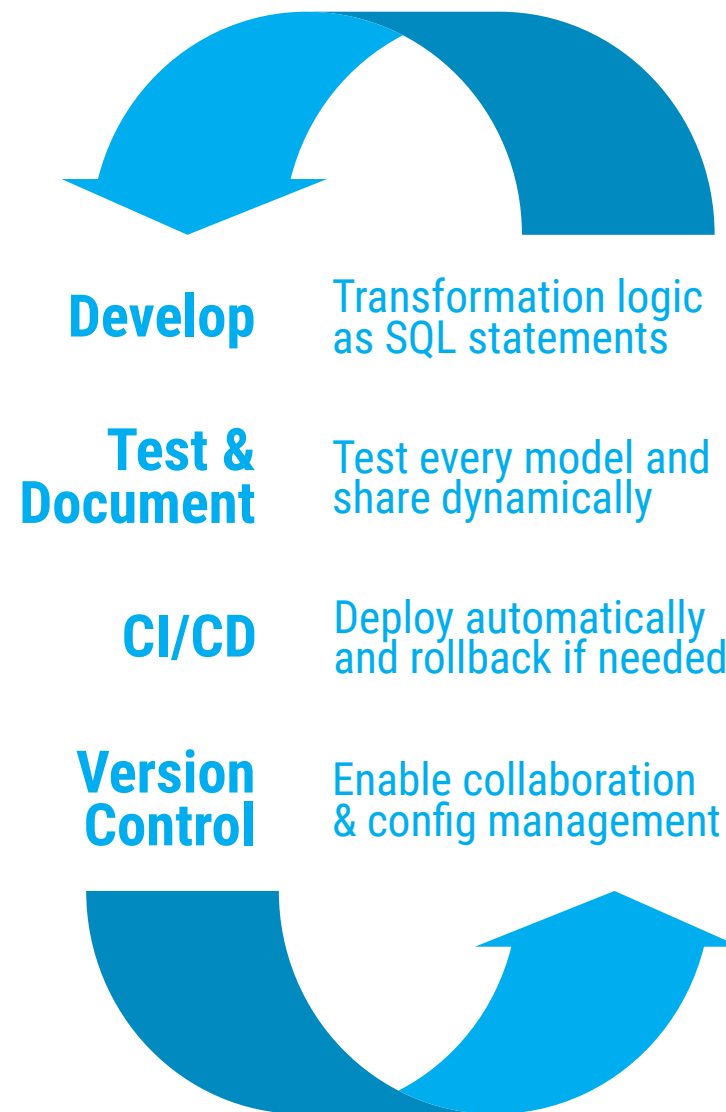 Develop
Transformation logic
as SQL statements
Test &
Document
Test every model and
share dynamically
CI/CD
Deploy automatically
and rollback if needed
Version
Control
Enable collaboration
& config management